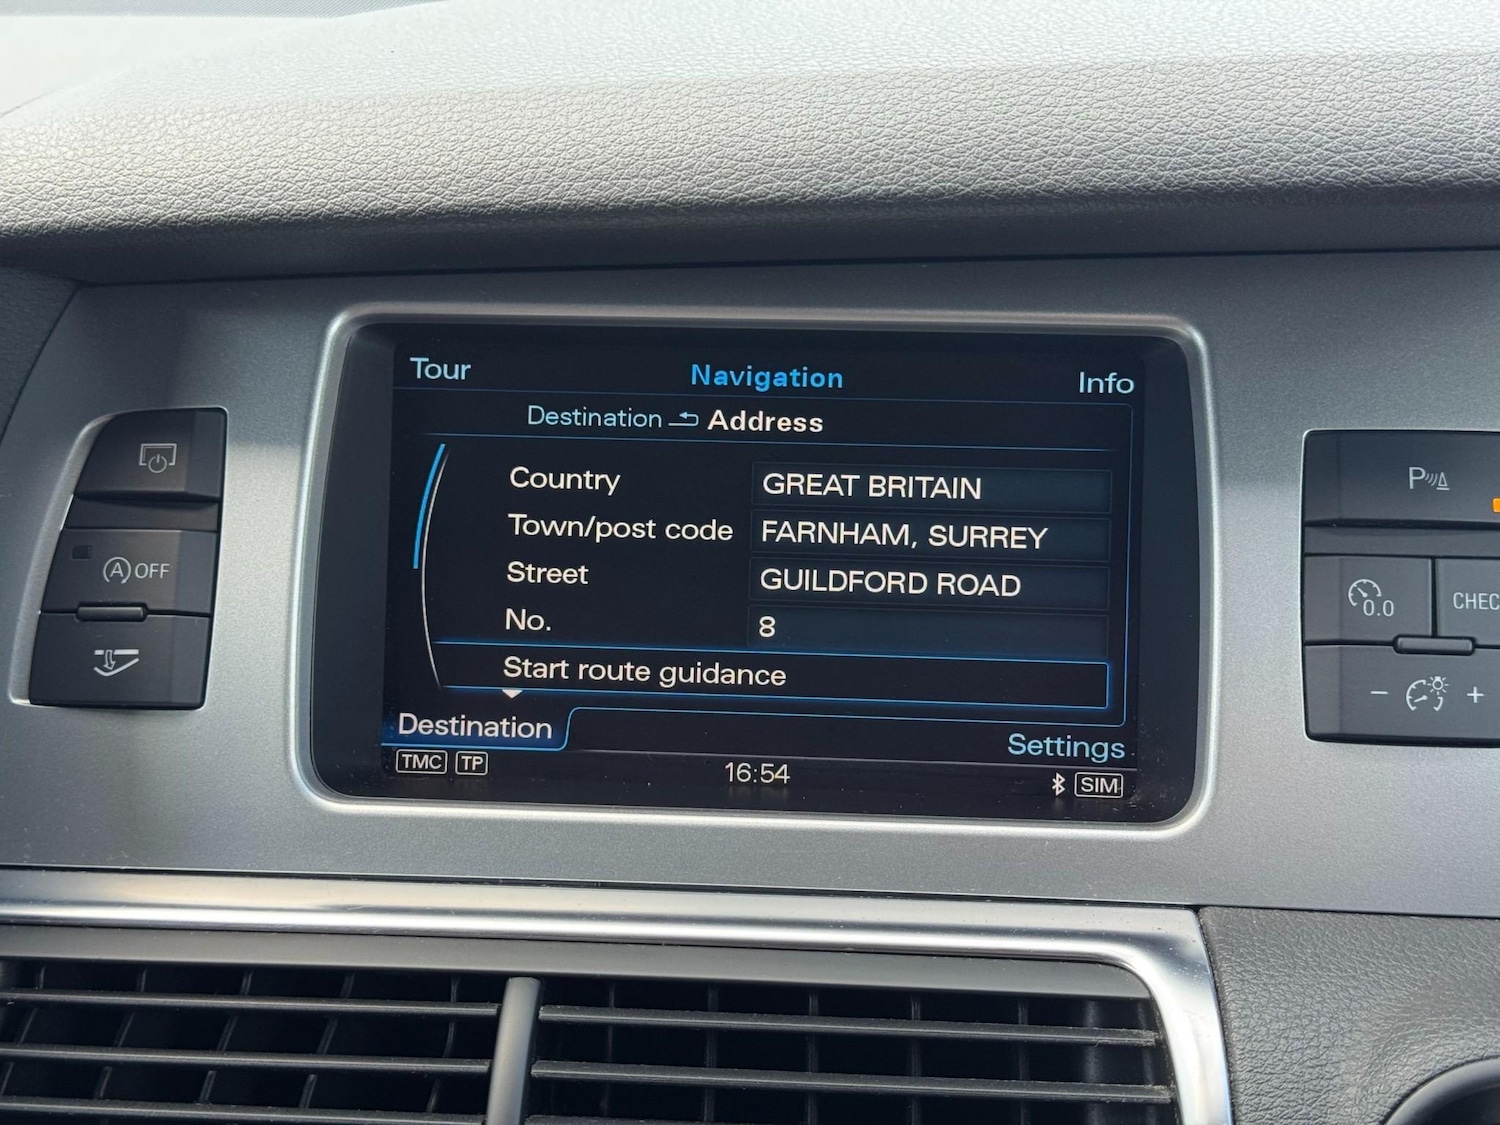 Tour Navigation Info
Destination Address
Country GREAT BRITAIN
Town/post code FARNHAM, SURREY
Street GUILDFORD ROAD
No. 8
Start route guidance
Destination Settings
TMC TP 16:54 SIM
A OFF
P
0.0 CHEC
- +